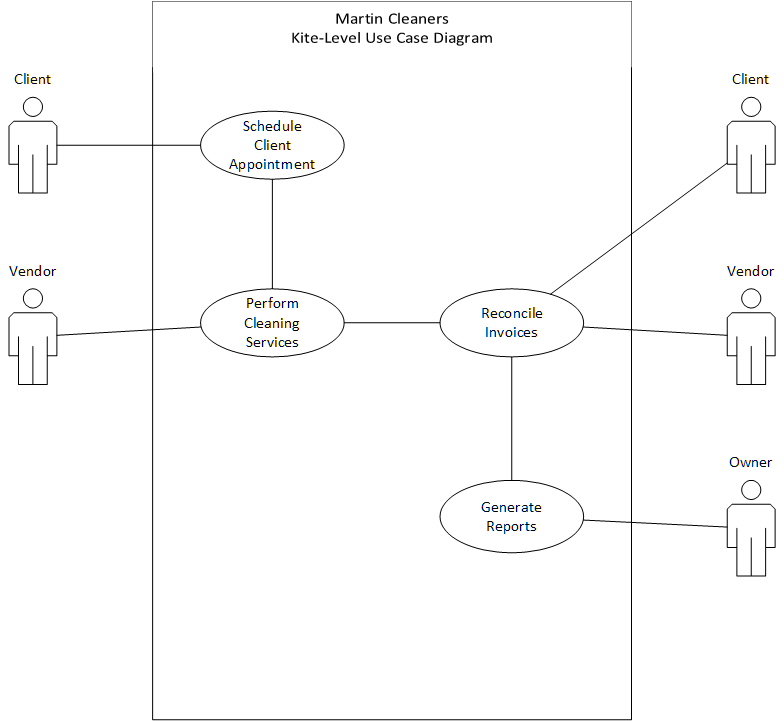 Martin Cleaners
Kite-Level Use Case Diagram
Client
Client
Schedule
Client
Appointment
Vendor
Vendor
Perform
Cleaning
Services
Reconcile
Invoices
Owner
Generate
Reports